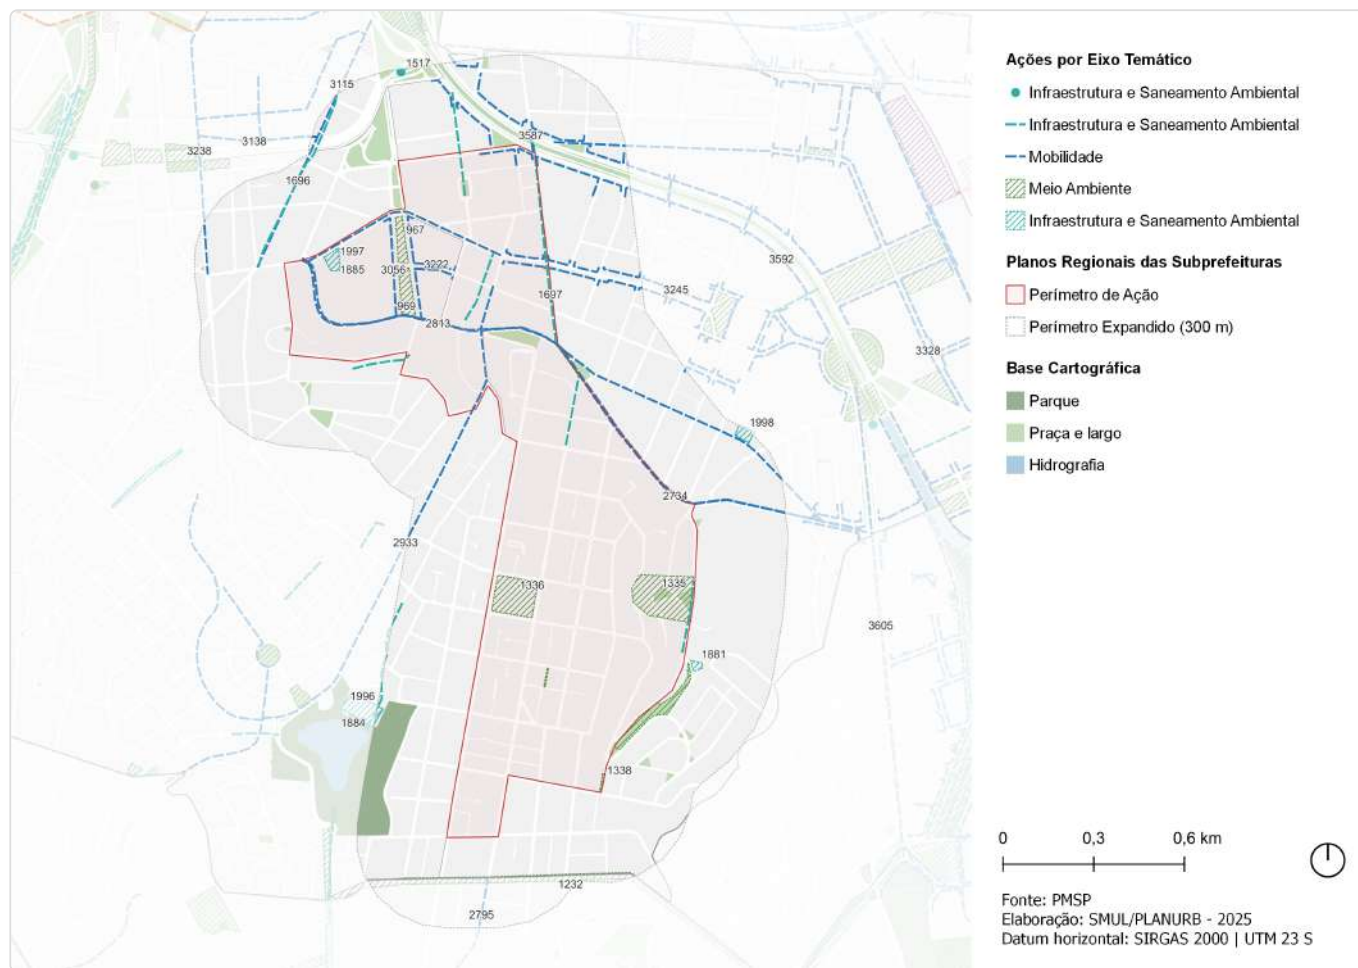 1517
3115
3587
3138
3238
1696
967
1997
3592
3222
1885
3056
3245
1697
969
2813
3328
1998
2734
2933
1336
1335
3605
1881
1996
1884
1338
1232
2795
Ações por Eixo Temático
Infraestrutura e Saneamento Ambiental
Infraestrutura e Saneamento Ambiental
Mobilidade
Meio Ambiente
Infraestrutura e Saneamento Ambiental
Planos Regionais das Subprefeituras
Perímetro de Ação
Perímetro Expandido (300 m)
Base Cartográfica
Parque
Praça e largo
Hidrografia
0 0,3 0,6 km
Fonte: PMSP
Elaboração: SMUL/PLANURB - 2025
Datum horizontal: SIRGAS 2000 | UTM 23 S